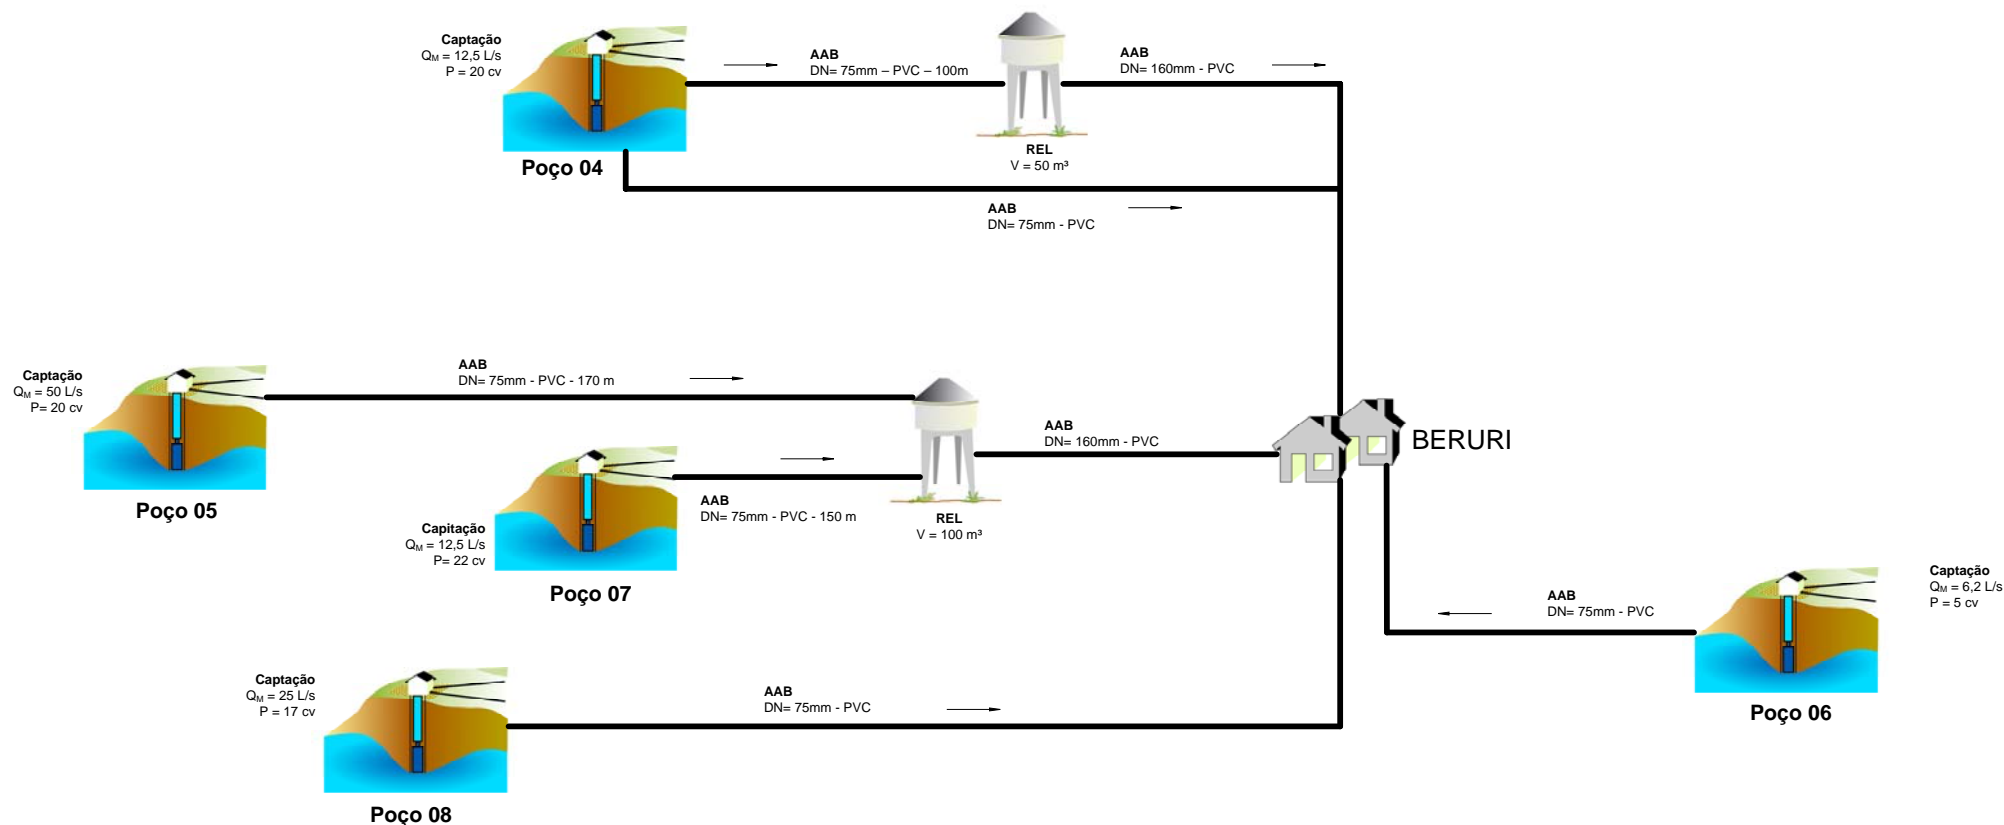 Captação
QM = 12,5 L/s
P = 20 cv
Poço 04
AAB
DN= 75mm – PVC – 100m
REL
V = 50 m³
AAB
DN= 160mm - PVC
AAB
DN= 75mm - PVC
Captação
QM = 50 L/s
P= 20 cv
Poço 05
AAB
DN= 75mm - PVC - 170 m
Capitação
QM = 12,5 L/s
P= 22 cv
Poço 07
AAB
DN= 75mm - PVC - 150 m
REL
V = 100 m³
AAB
DN= 160mm - PVC
BERURI
Captação
QM = 6,2 L/s
P = 5 cv
AAB
DN= 75mm - PVC
Poço 06
Captação
QM = 25 L/s
P = 17 cv
Poço 08
AAB
DN= 75mm - PVC